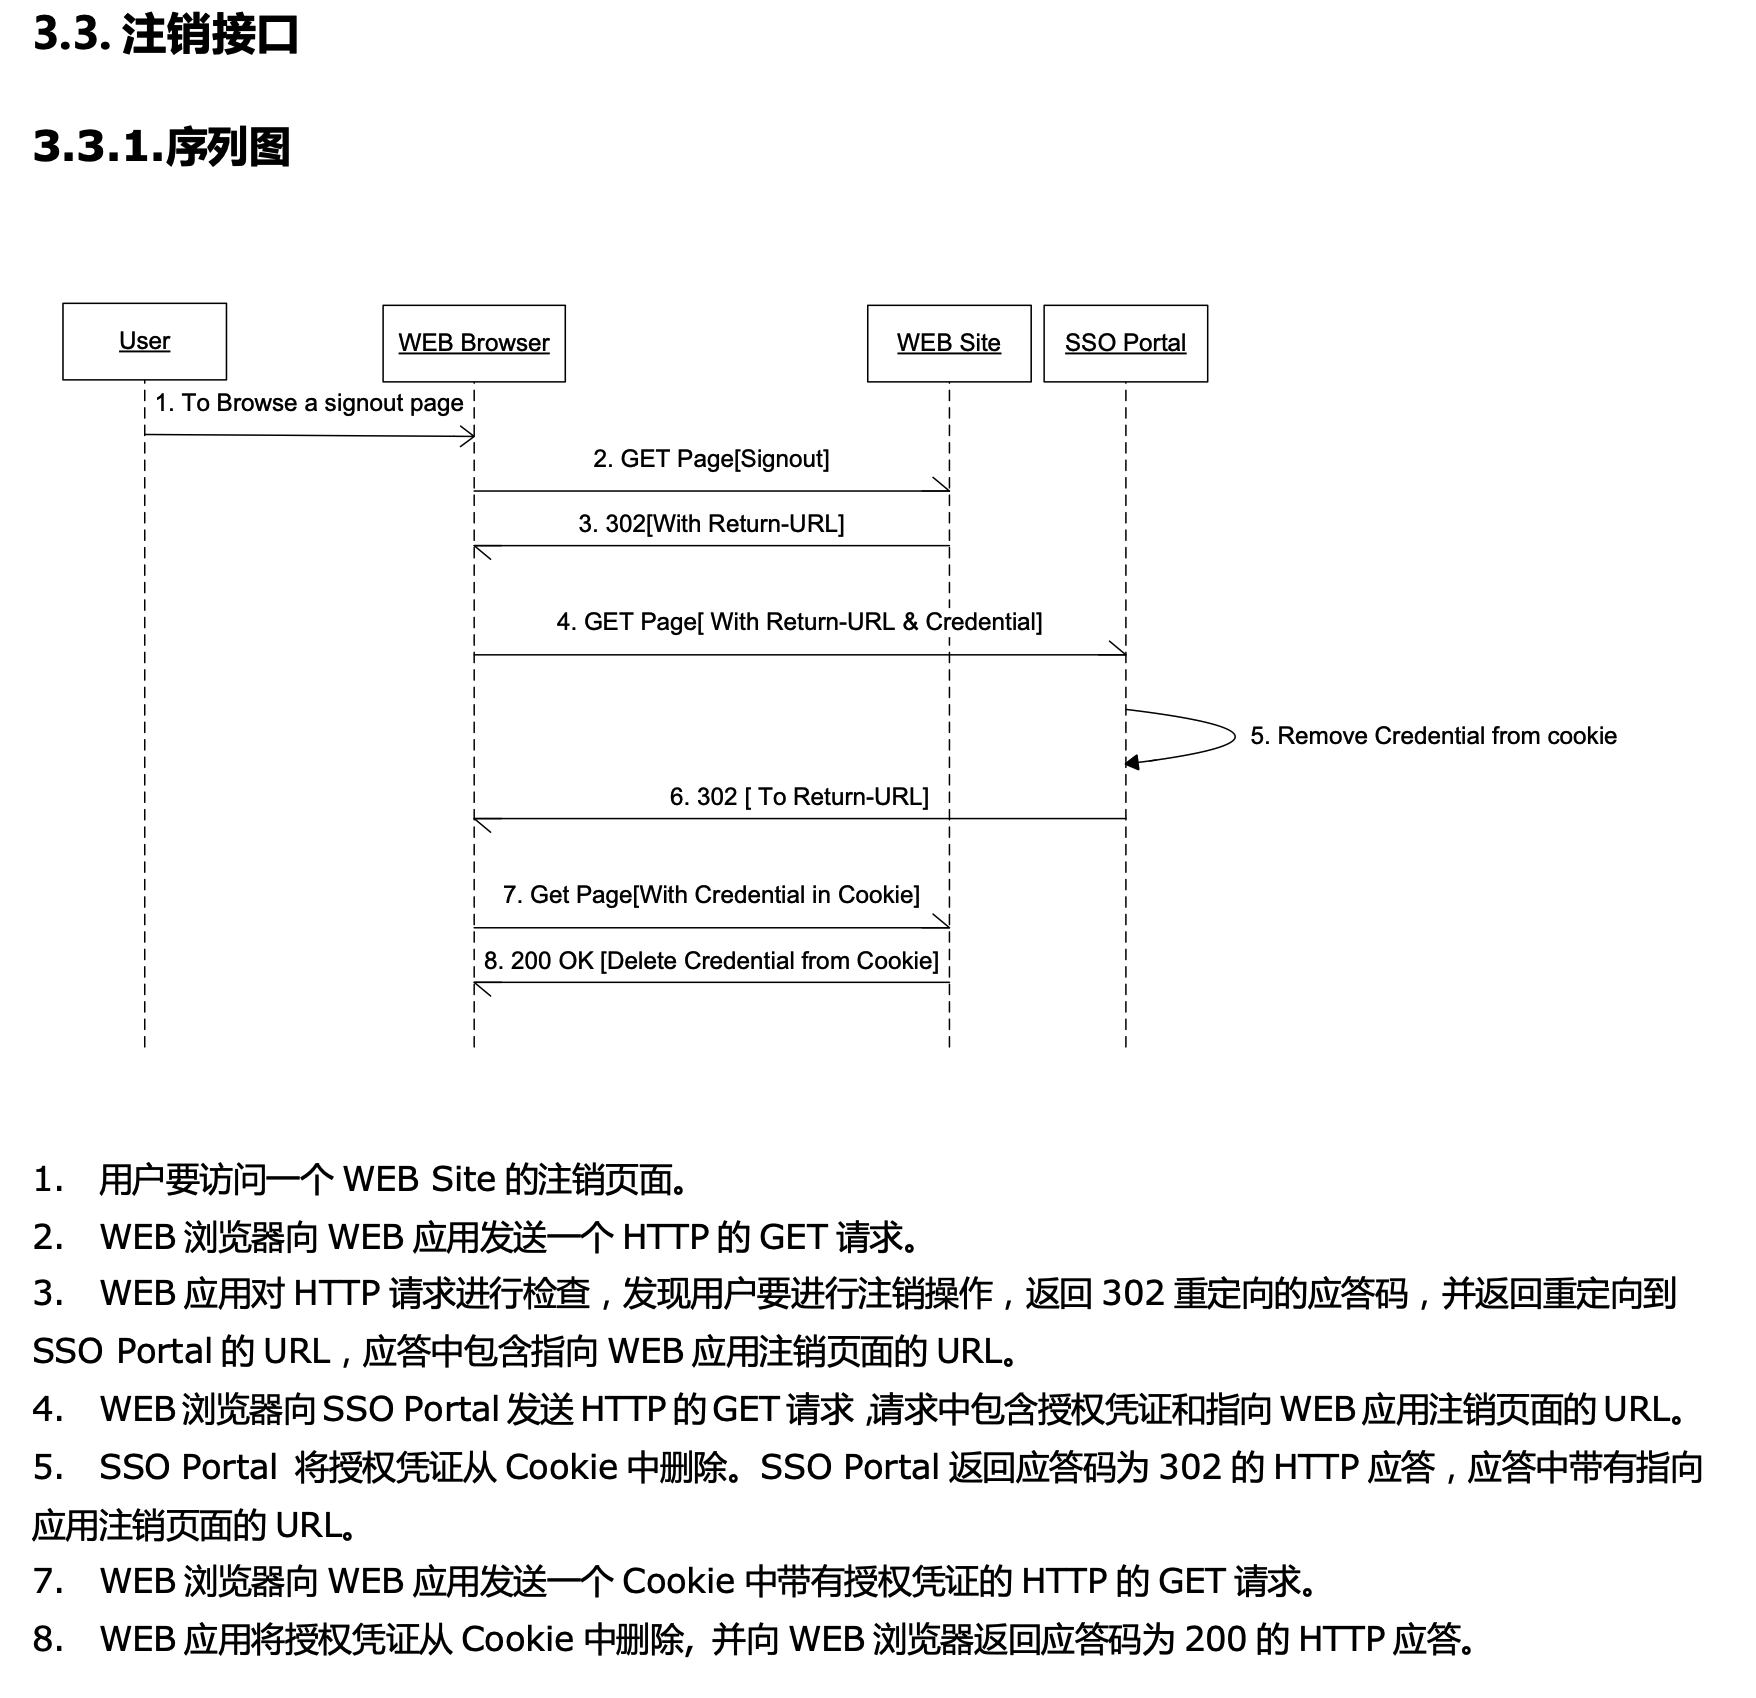 3.3. 注销接口
3.3.1.序列图
User
WEB Browser
WEB Site
SSO Portal
1. To Browse a signout page
2. GET Page[Signout]
3. 302[With Return-URL]
4. GET Page[ With Return-URL & Credential]
5. Remove Credential from cookie
6. 302 [ To Return-URL]
7. Get Page[With Credential in Cookie]
8. 200 OK [Delete Credential from Cookie]
1. 用户要访问一个 WEB Site 的注销页面。
2. WEB 浏览器向 WEB 应用发送一个 HTTP 的 GET 请求。
3. WEB 应用对 HTTP 请求进行检查，发现用户要进行注销操作，返回 302 重定向的应答码，并返回重定向到
SSO Portal 的 URL，应答中包含指向 WEB 应用注销页面的 URL。
4. WEB 浏览器向 SSO Portal 发送 HTTP 的 GET 请求，请求中包含授权凭证和指向 WEB 应用注销页面的 URL。
5. SSO Portal 将授权凭证从 Cookie 中删除。SSO Portal 返回应答码为 302 的 HTTP 应答，应答中带有指向
应用注销页面的 URL。
7. WEB 浏览器向 WEB 应用发送一个 Cookie 中带有授权凭证的 HTTP 的 GET 请求。
8. WEB 应用将授权凭证从 Cookie 中删除, 并向 WEB 浏览器返回应答码为 200 的 HTTP 应答。